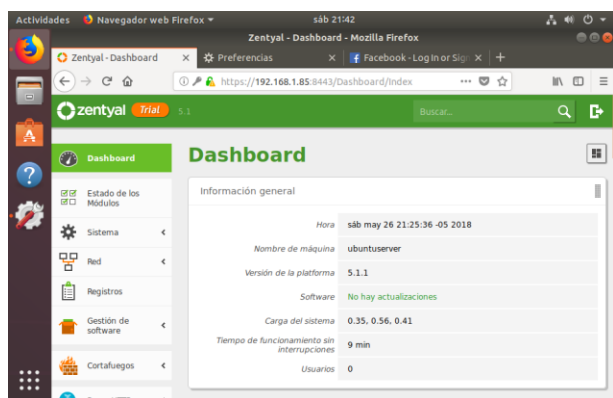 Actividades Navegador web Firefox sáb 21:42
Zentyal - Dashboard - Mozilla Firefox
Zentyal - Dashboard Preferencias Facebook - Log In or Sig
https://192.168.1.85:8443/Dashboard/Index
zentyal Trial 5.1 Buscar...
Dashboard
Estado de los
Módulos
Sistema
Red
Registros
Gestión de
software
Cortafuegos
Dashboard
Información general
Hora sáb may 26 21:25:36 -05 2018
Nombre de máquina ubuntuserver
Versión de la plataforma 5.1.1
Software No hay actualizaciones
Carga del sistema 0.35, 0.56, 0.41
Tiempo de funcionamiento sin
interrupciones 9 min
Usuarios 0